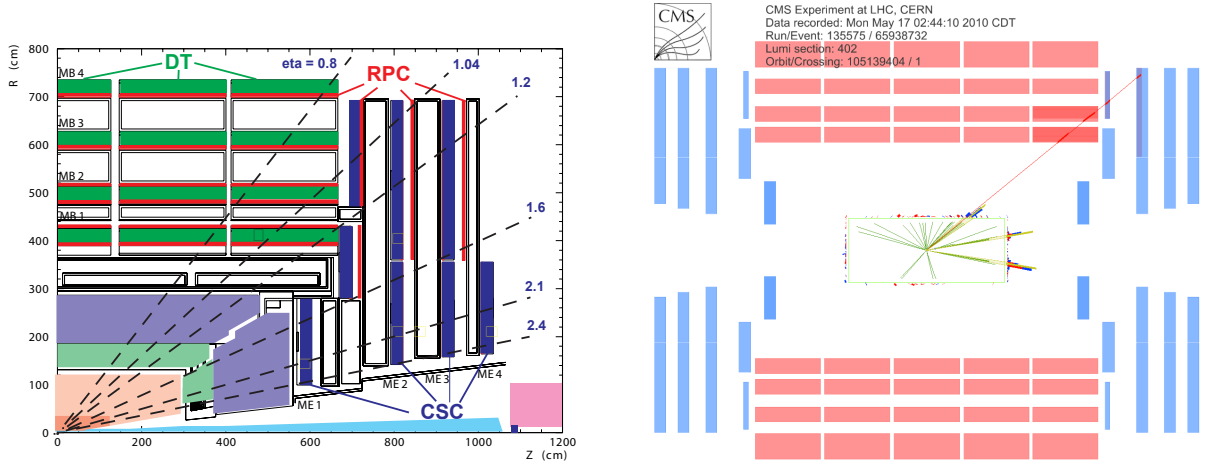 R (cm)
800
700
600
500
400
300
200
100
0
MB 4
MB 3
MB 2
MB 1
DT
eta = 0.8
1.04
RPC
1.2
1.6
2.1
2.4
ME 1
ME 2
ME 3
ME 4
CSC
0
200
400
600
800
1000
1200
Z (cm)
CMS
CMS Experiment at LHC, CERN
Data recorded: Mon May 17 02:44:10 2010 CDT
Run/Event: 135575 / 65938732
Lumi section: 402
Orbit/Crossing: 105139404 / 1